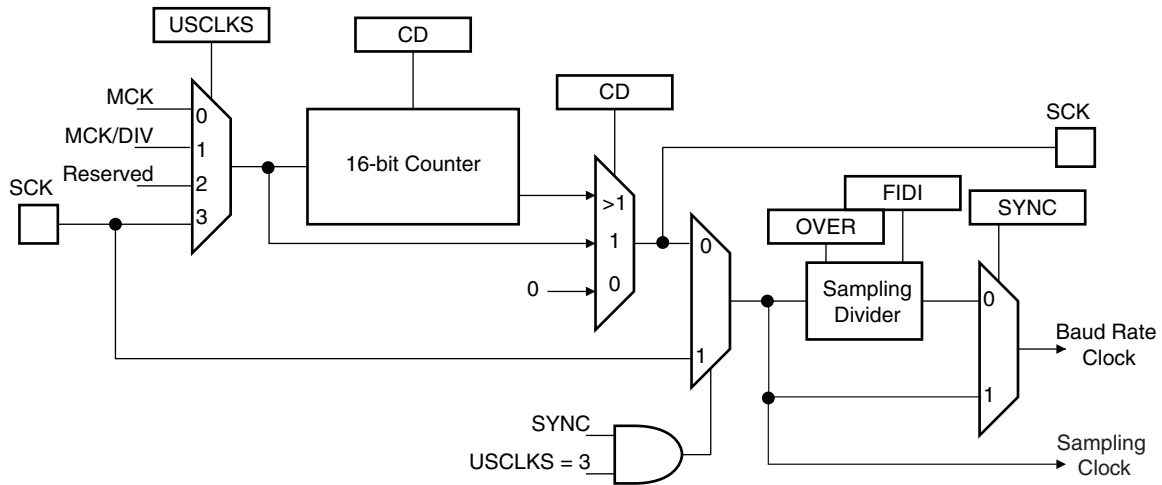 USCLKS
CD
CD
MCK
0
MCK/DIV
1
Reserved
2
SCK
3
16-bit Counter
>1
1
0
0
SCK
FIDI
OVER
SYNC
0
1
Sampling
Divider
0
1
Baud Rate
Clock
SYNC
USCLKS = 3
Sampling
Clock